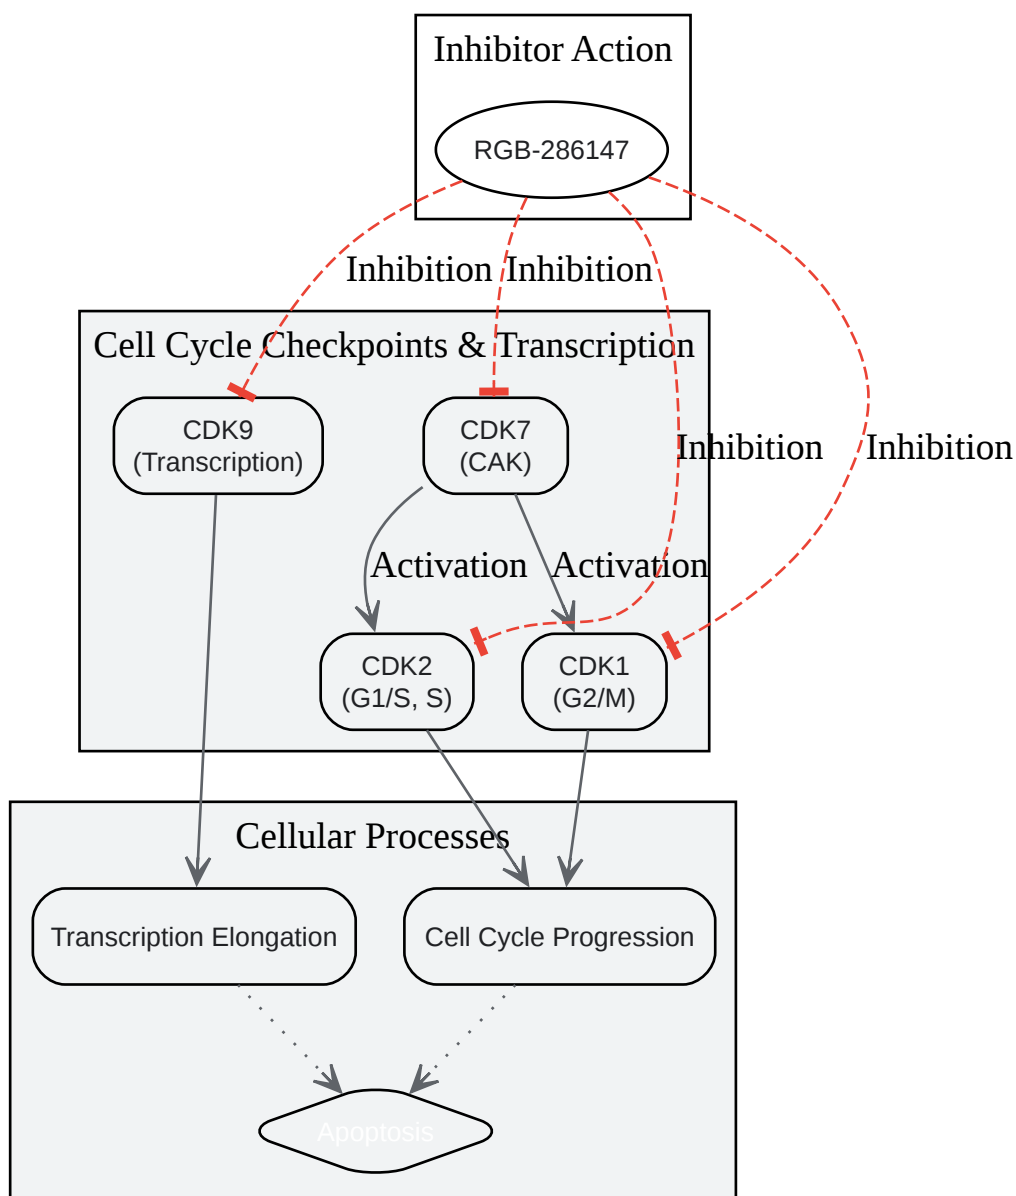 Inhibitor Action
RGB-286147
Inhibition
Inhibition
Cell Cycle Checkpoints & Transcription
CDK9
(Transcription)
CDK7
(CAK)
Inhibition
Inhibition
Activation
Activation
CDK2
(G1/S, S)
CDK1
(G2/M)
Cellular Processes
Transcription Elongation
Cell Cycle Progression
Apoptosis